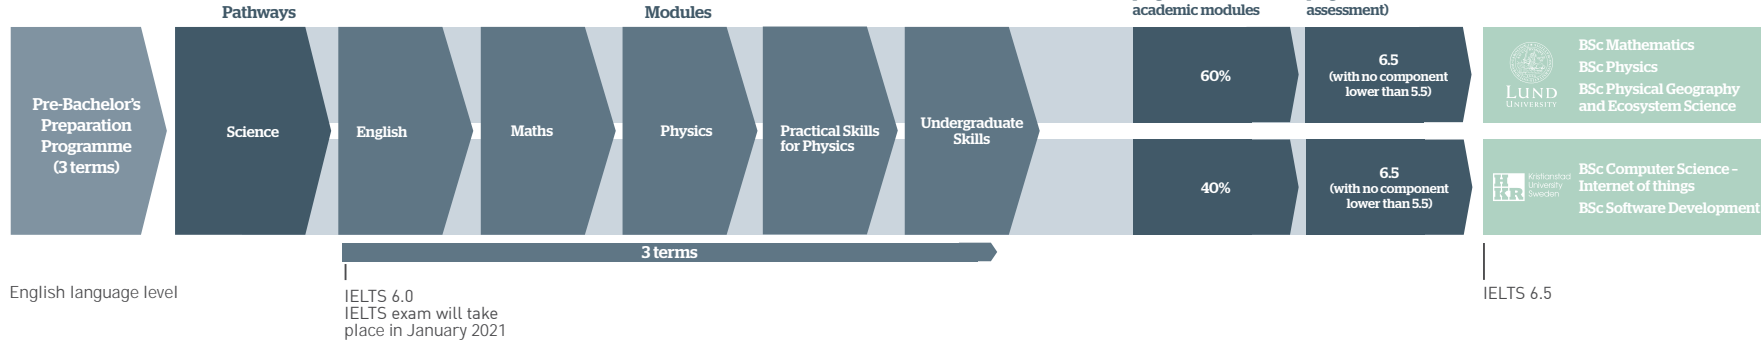 Pathways
Modules
academic modules
assessment)
Pre-Bachelor's
Preparation
Programme
(3 terms)
Science
English
Maths
Physics
Practical Skills
for Physics
Undergraduate
Skills
60%
6.5
(with no component
lower than 5.5)
LUND
UNIVERSITY
BSc Mathematics
BSc Physics
BSc Physical Geography
and Ecosystem Science
40%
6.5
(with no component
lower than 5.5)
HKR
Kristianstad
University
Sweden
BSc Computer Science –
Internet of things
BSc Software Development
3 terms
English language level
IELTS 6.0
IELTS exam will take
place in January 2021
IELTS 6.5